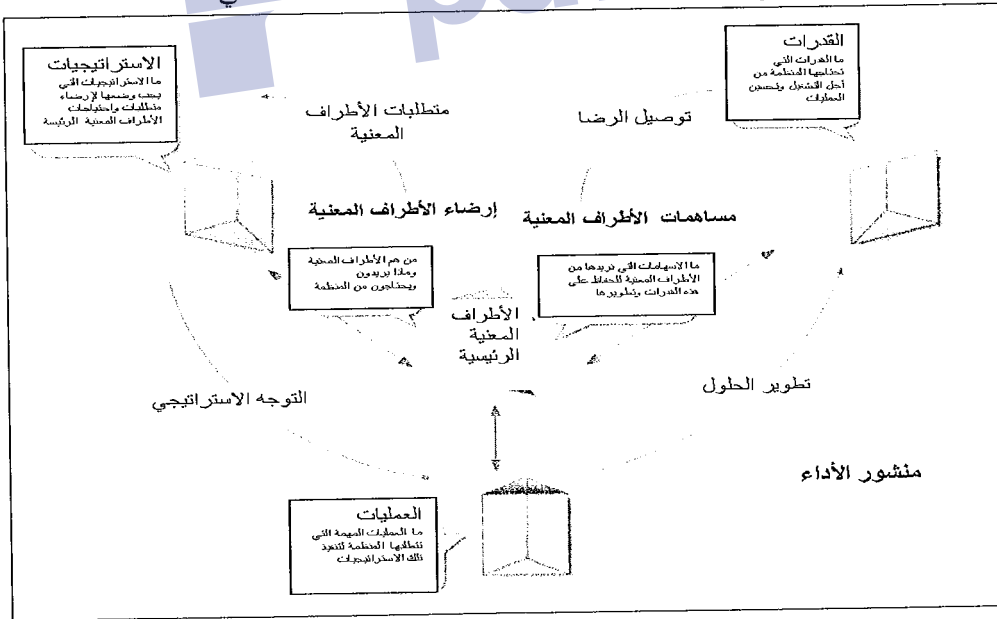 القدرات
ما القدرات التي
تحتاجها المنظمة من
أجل التشغيل وتحسين
العمليات
الاستراتيجيات
ما الاستراتيجيات التي
يجب وضعها لإرضاء
متطلبات واحتياجات
الأطراف المعنية الرئيسة
توصيل الرضا
متطلبات الأطراف
المعنية
مساهمات الأطراف المعنية
إرضاء الأطراف المعنية
ما الاسهامات التي نريدها من
الأطراف المعنية للحفاظ على
هذه القدرات وتطويرها
من هم الأطراف المعنية
وماذا يريدون
ويحتاجون من المنظمة
الأطراف
المعنية
الرئيسية
تطوير الحلول
التوجه الاستراتيجي
منشور الأداء
العمليات
ما العمليات المهمة التي
تتطلبها المنظمة لتنفيذ
تلك الاستراتيجيات